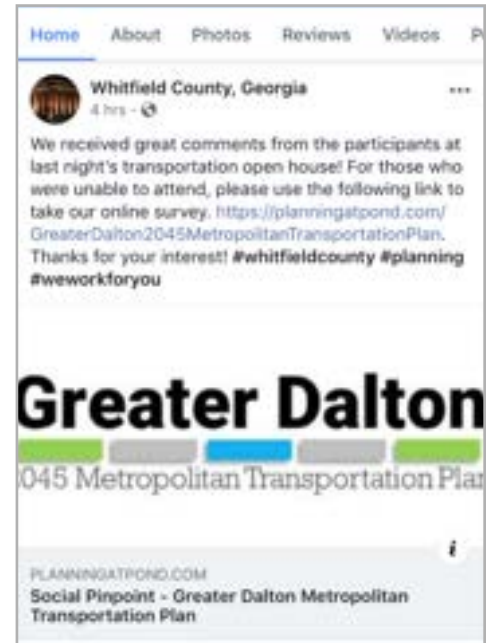 Home About Photos Reviews Videos P
Whitfield County, Georgia
4 hrs
We received great comments from the participants at
last night's transportation open house! For those who
were unable to attend, please use the following link to
take our online survey. https://planningatpond.com/
GreaterDalton2045MetropolitanTransportationPlan.
Thanks for your interest! #whitfieldcounty #planning
#weworkforyou
Greater Dalton
2045 Metropolitan Transportation Plan
i
PLANNINGATPOND.COM
Social Pinpoint - Greater Dalton Metropolitan
Transportation Plan